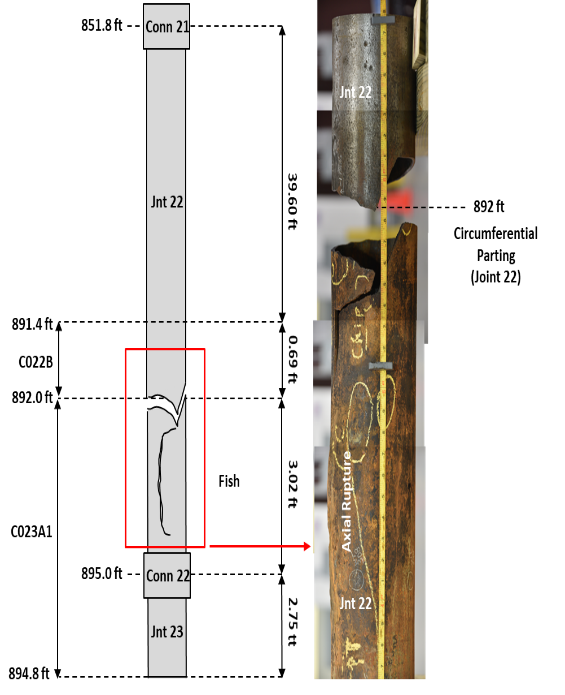 851.8 ft
Conn 21
Jnt 22
39.60 ft
891.4 ft
C022B
0.69 ft
892.0 ft
Fish
3.02 ft
C023A1
895.0 ft
Conn 22
2.75 tt
Jnt 23
894.8 ft
Jnt 22
892 ft
Circumferential
Parting
(Joint 22)
Chip
Axial Rupture
Jnt 22